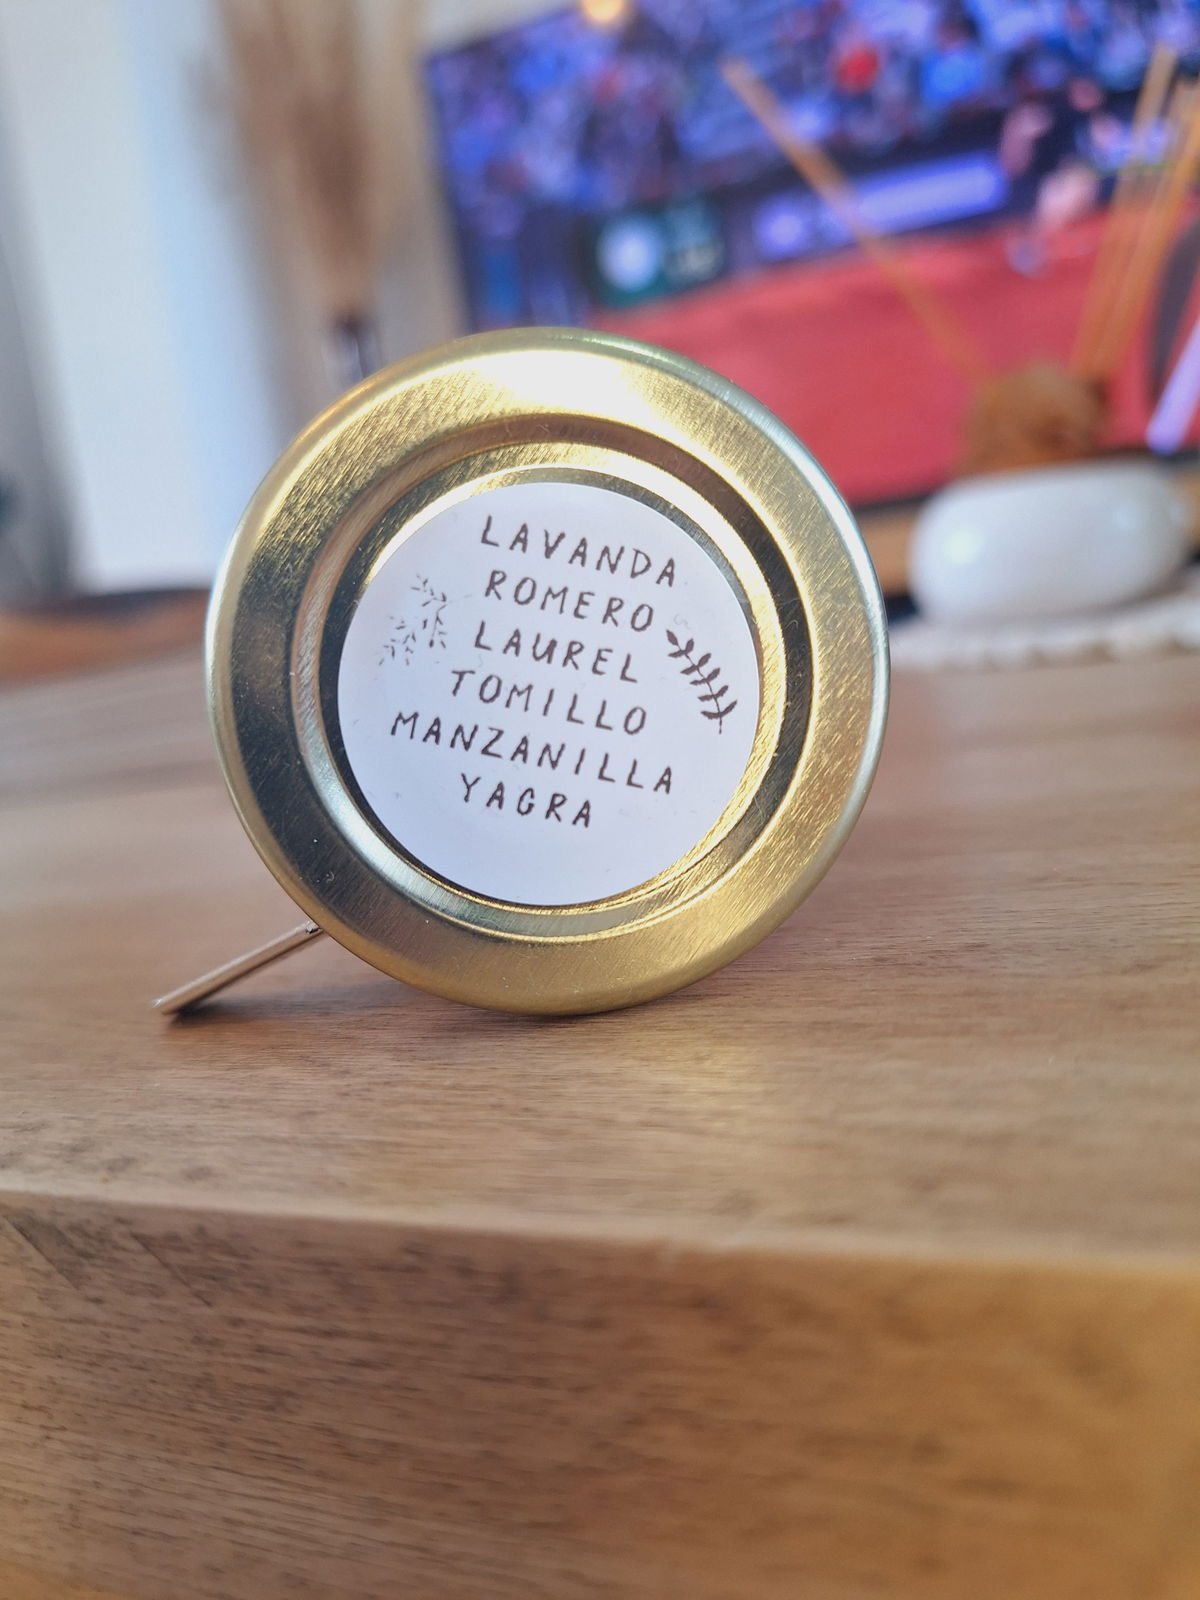 LAVANDA
ROMERO
LAUREL
TOMILLO
MANZANILLA
YAGRA